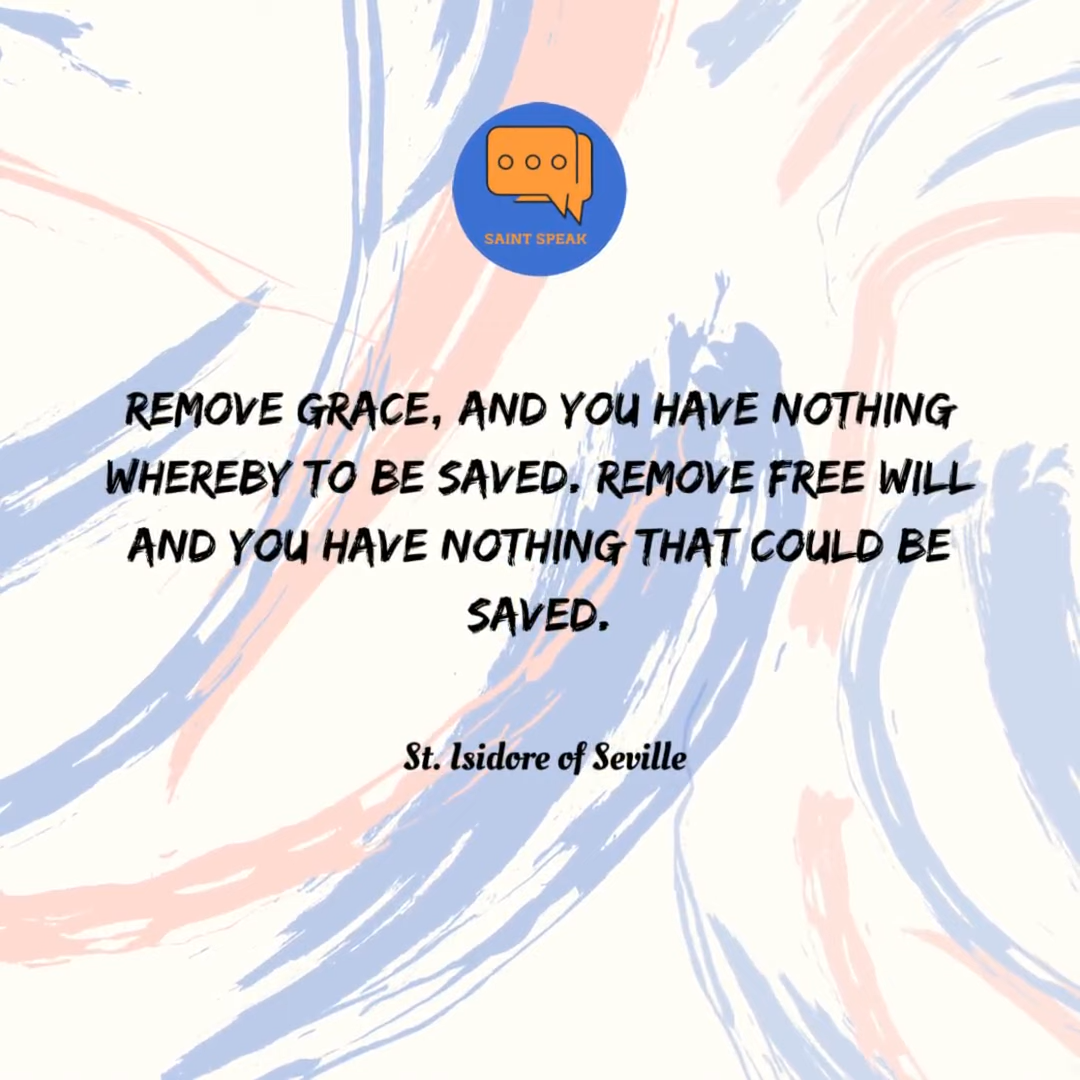 SAINT SPEAK
REMOVE GRACE, AND YOU HAVE NOTHING
WHEREBY TO BE SAVED. REMOVE FREE WILL
AND YOU HAVE NOTHING THAT COULD BE
SAVED.
St. Isidore of Seville